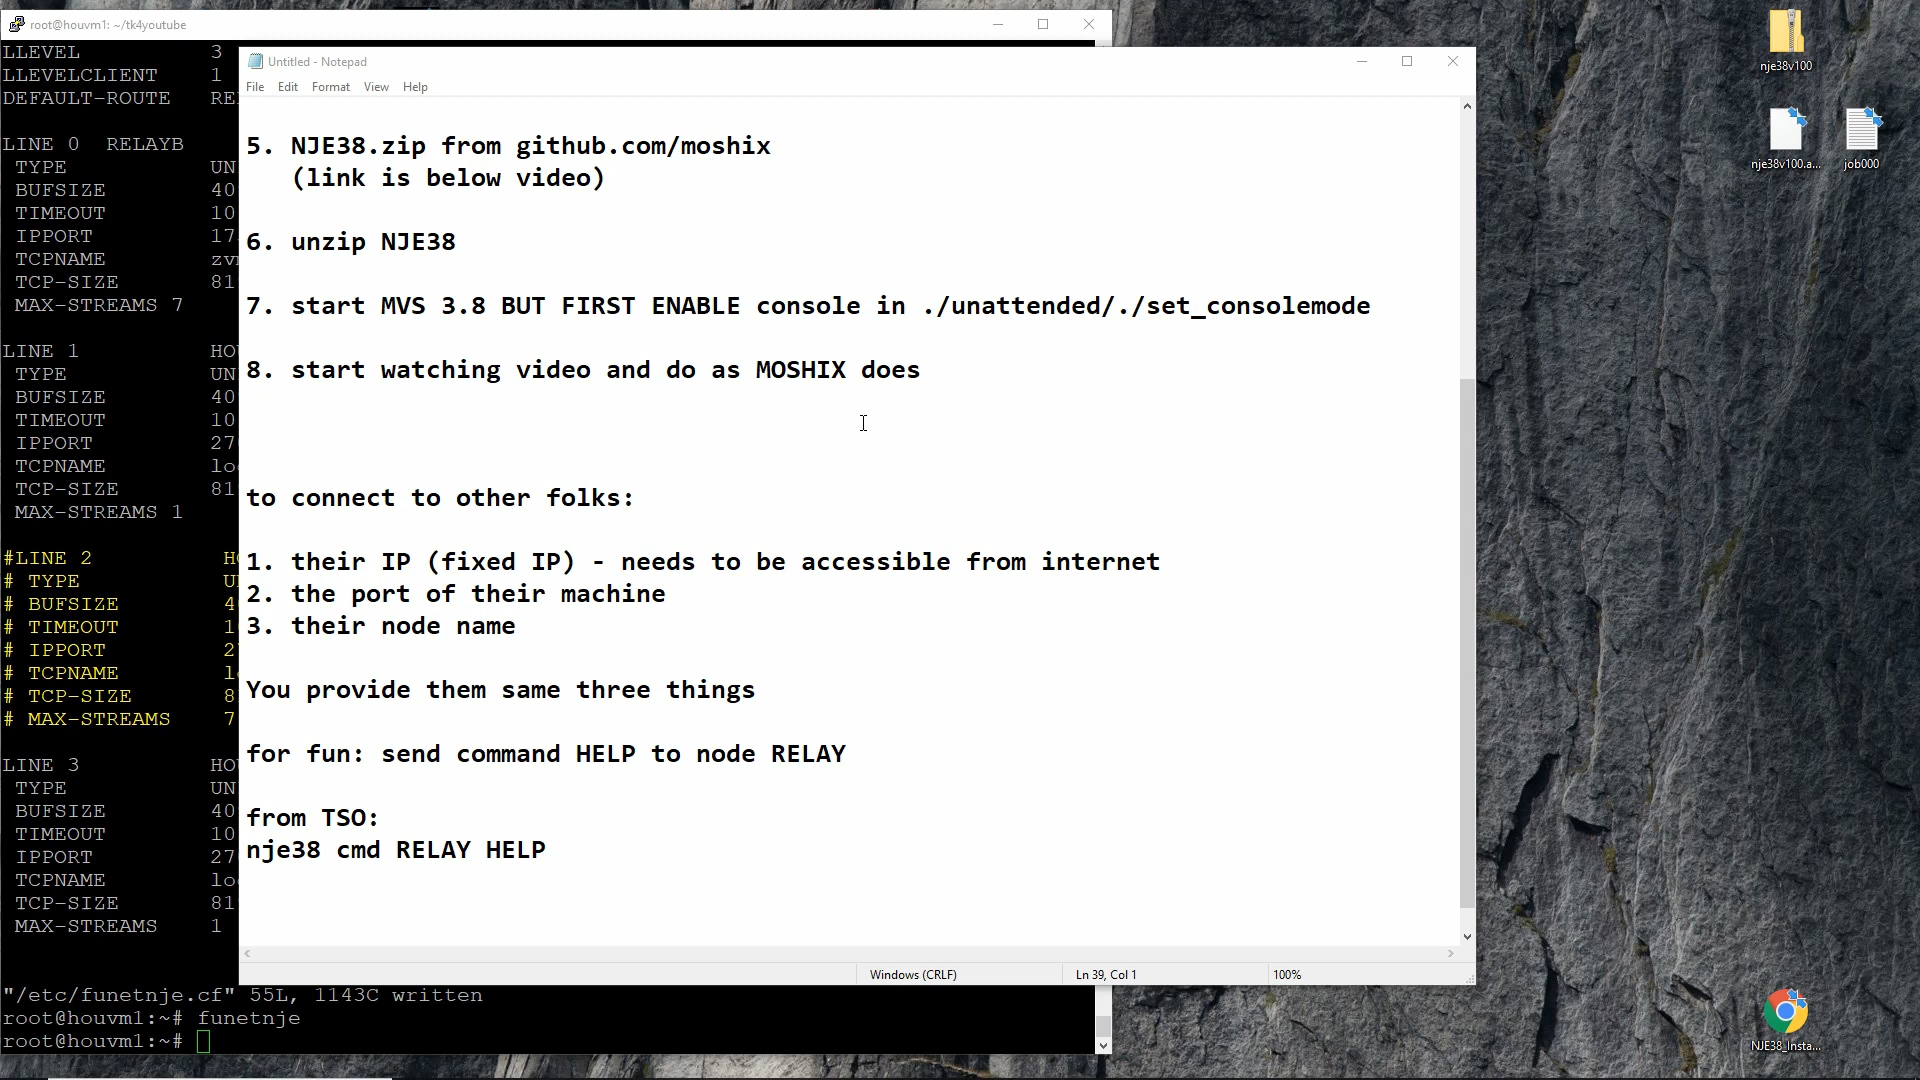 root@houvm1: ~/tk4youtube
LLEVEL 3
LLEVELCLIENT 1
DEFAULT-ROUTE
LINE 0 RELAYB
TYPE
BUFSIZE
TIMEOUT
IPPORT
TCPNAME
TCP-SIZE
MAX-STREAMS 7
LINE 1
TYPE
BUFSIZE
TIMEOUT
IPPORT
TCPNAME
TCP-SIZE
MAX-STREAMS 1
#LINE 2
# TYPE
# BUFSIZE
# TIMEOUT
# IPPORT
# TCPNAME
# TCP-SIZE
# MAX-STREAMS 7
LINE 3
TYPE
BUFSIZE
TIMEOUT
IPPORT
TCPNAME
TCP-SIZE
MAX-STREAMS 1
"/etc/funetnje.cf" 55L, 1143C written
root@houvm1:~# funetnje
root@houvm1:~#
Untitled - Notepad
File Edit Format View Help
5. NJE38.zip from github.com/moshix
(link is below video)
6. unzip NJE38
7. start MVS 3.8 BUT FIRST ENABLE console in ./unattended/./set_consolemode
8. start watching video and do as MOSHIX does
to connect to other folks:
1. their IP (fixed IP) - needs to be accessible from internet
2. the port of their machine
3. their node name
You provide them same three things
for fun: send command HELP to node RELAY
from TSO:
nje38 cmd RELAY HELP
Windows (CRLF) Ln 39, Col 1 100%
nje38v100
nje38v100.a...
job000
NJE38_Insta...